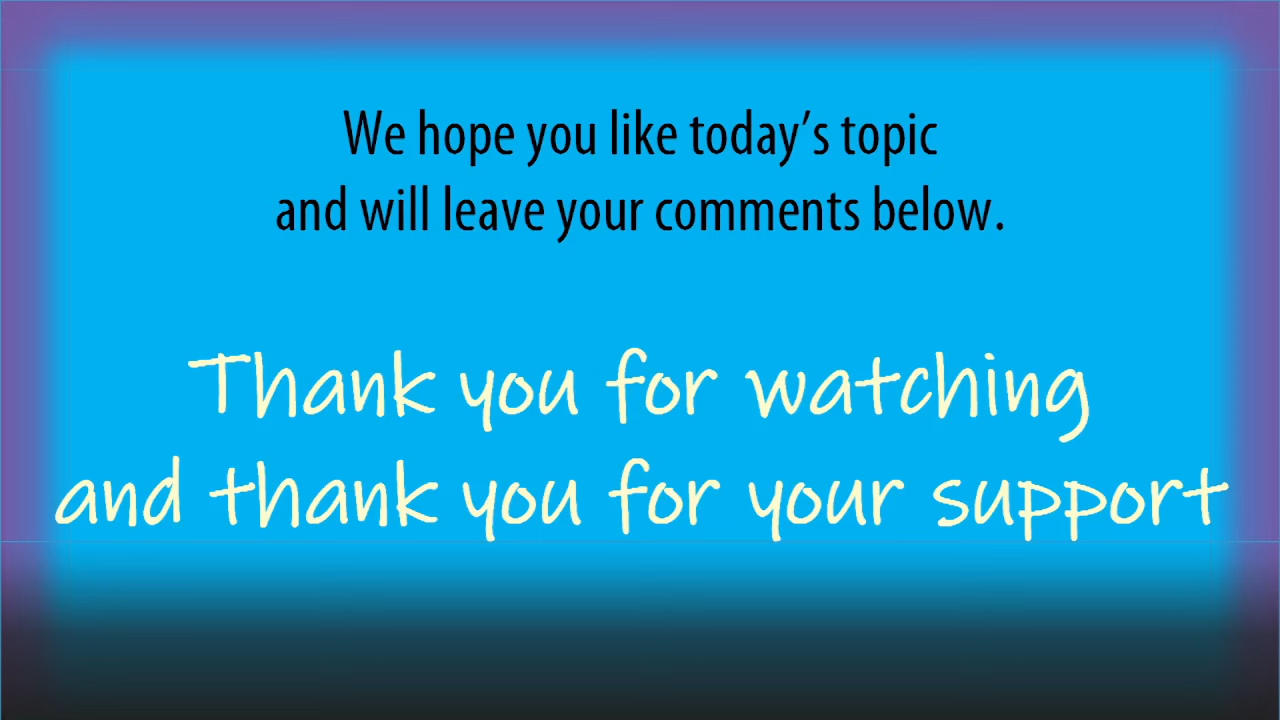 We hope you like today’s topic
and will leave your comments below.
Thank you for watching
and thank you for your support